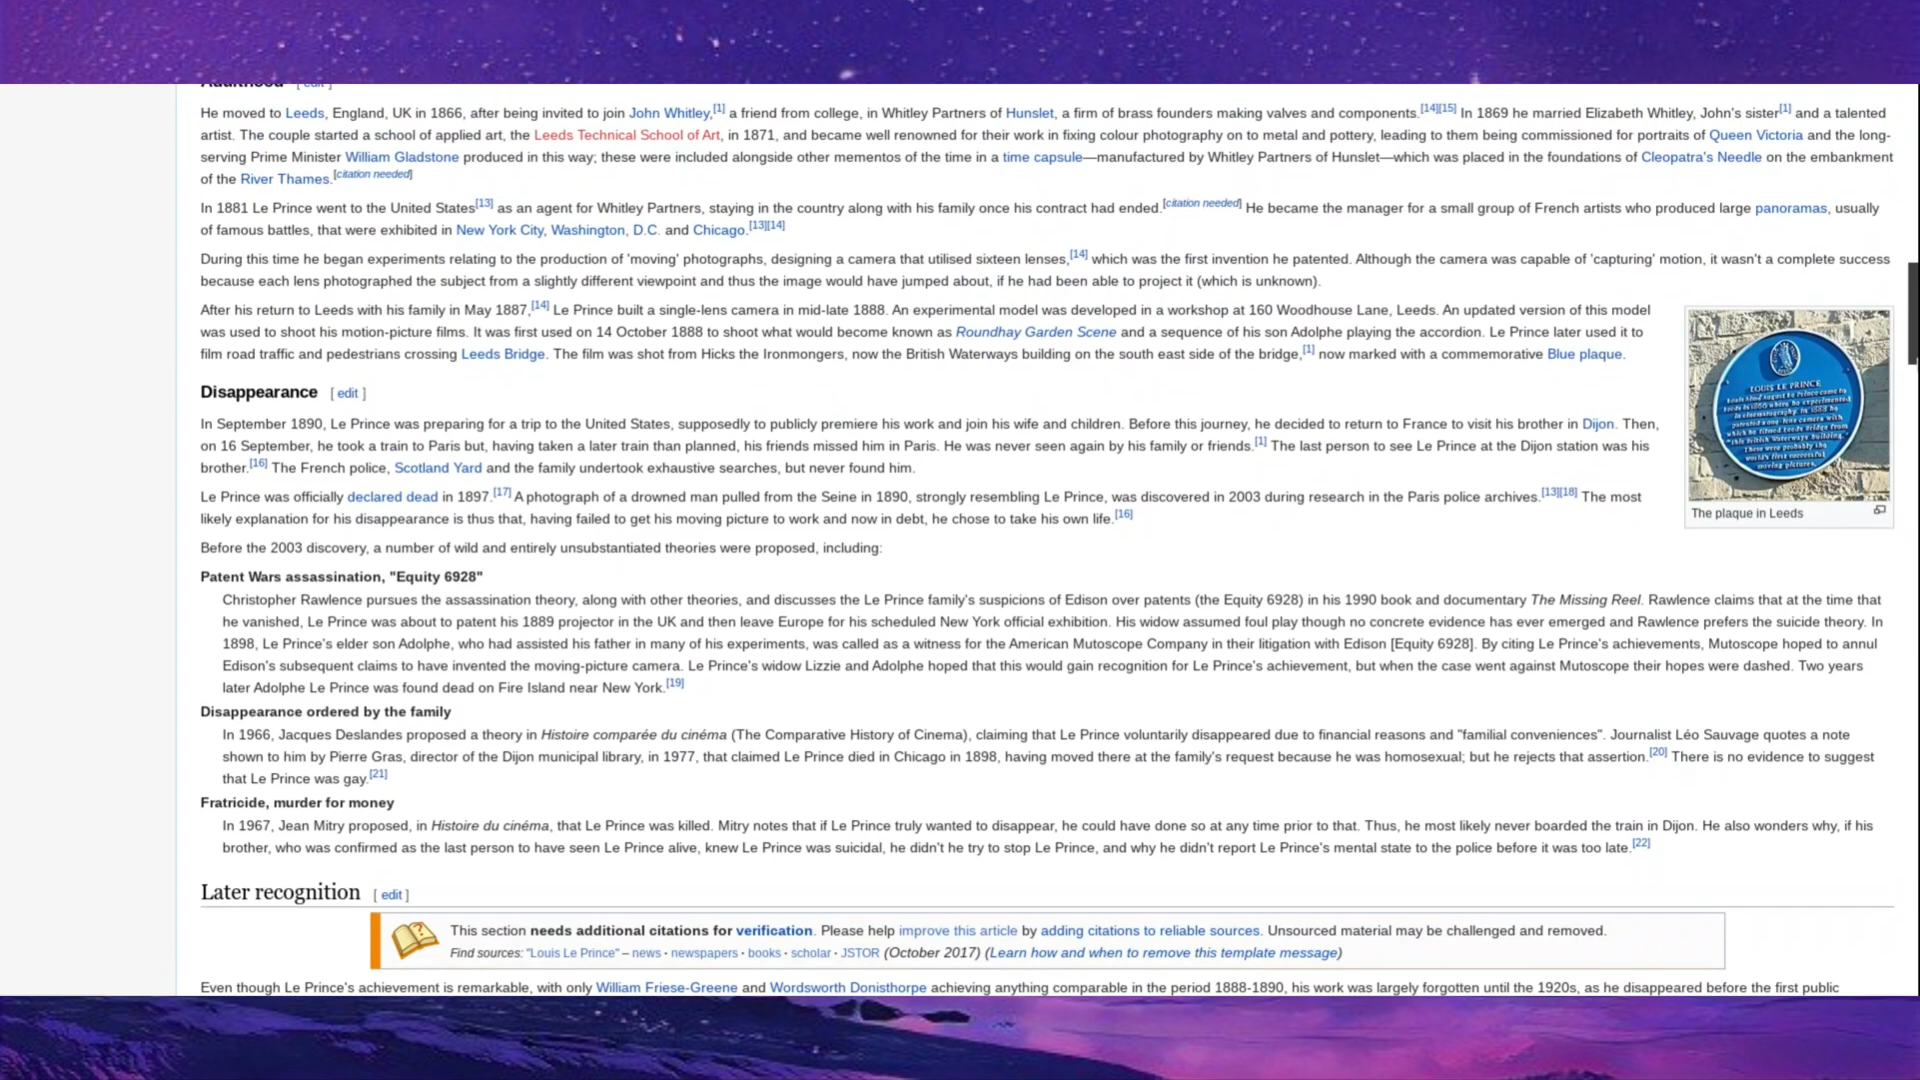 Adulthood [ edit ]
He moved to Leeds, England, UK in 1866, after being invited to join John Whitley,[1] a friend from college, in Whitley Partners of Hunslet, a firm of brass founders making valves and components.[14][15] In 1869 he married Elizabeth Whitley, John's sister[1] and a talented
artist. The couple started a school of applied art, the Leeds Technical School of Art, in 1871, and became well renowned for their work in fixing colour photography on to metal and pottery, leading to them being commissioned for portraits of Queen Victoria and the long-
serving Prime Minister William Gladstone produced in this way; these were included alongside other mementos of the time in a time capsule—manufactured by Whitley Partners of Hunslet—which was placed in the foundations of Cleopatra's Needle on the embankment
of the River Thames.[citation needed]
In 1881 Le Prince went to the United States[13] as an agent for Whitley Partners, staying in the country along with his family once his contract had ended.[citation needed] He became the manager for a small group of French artists who produced large panoramas, usually
of famous battles, that were exhibited in New York City, Washington, D.C. and Chicago.[13][14]
During this time he began experiments relating to the production of 'moving' photographs, designing a camera that utilised sixteen lenses,[14] which was the first invention he patented. Although the camera was capable of 'capturing' motion, it wasn't a complete success
because each lens photographed the subject from a slightly different viewpoint and thus the image would have jumped about, if he had been able to project it (which is unknown).
After his return to Leeds with his family in May 1887,[14] Le Prince built a single-lens camera in mid-late 1888. An experimental model was developed in a workshop at 160 Woodhouse Lane, Leeds. An updated version of this model
was used to shoot his motion-picture films. It was first used on 14 October 1888 to shoot what would become known as Roundhay Garden Scene and a sequence of his son Adolphe playing the accordion. Le Prince later used it to
film road traffic and pedestrians crossing Leeds Bridge. The film was shot from Hicks the Ironmongers, now the British Waterways building on the south east side of the bridge,[1] now marked with a commemorative Blue plaque.
LOUIS LE PRINCE
The plaque in Leeds
Disappearance [ edit ]
In September 1890, Le Prince was preparing for a trip to the United States, supposedly to publicly premiere his work and join his wife and children. Before this journey, he decided to return to France to visit his brother in Dijon. Then,
on 16 September, he took a train to Paris but, having taken a later train than planned, his friends missed him in Paris. He was never seen again by his family or friends.[1] The last person to see Le Prince at the Dijon station was his
brother.[16] The French police, Scotland Yard and the family undertook exhaustive searches, but never found him.
Le Prince was officially declared dead in 1897.[17] A photograph of a drowned man pulled from the Seine in 1890, strongly resembling Le Prince, was discovered in 2003 during research in the Paris police archives.[13][18] The most
likely explanation for his disappearance is thus that, having failed to get his moving picture to work and now in debt, he chose to take his own life.[16]
Before the 2003 discovery, a number of wild and entirely unsubstantiated theories were proposed, including:
Patent Wars assassination, "Equity 6928"
Christopher Rawlence pursues the assassination theory, along with other theories, and discusses the Le Prince family's suspicions of Edison over patents (the Equity 6928) in his 1990 book and documentary The Missing Reel. Rawlence claims that at the time that
he vanished, Le Prince was about to patent his 1889 projector in the UK and then leave Europe for his scheduled New York official exhibition. His widow assumed foul play though no concrete evidence has ever emerged and Rawlence prefers the suicide theory. In
1898, Le Prince's elder son Adolphe, who had assisted his father in many of his experiments, was called as a witness for the American Mutoscope Company in their litigation with Edison [Equity 6928]. By citing Le Prince's achievements, Mutoscope hoped to annul
Edison's subsequent claims to have invented the moving-picture camera. Le Prince's widow Lizzie and Adolphe hoped that this would gain recognition for Le Prince's achievement, but when the case went against Mutoscope their hopes were dashed. Two years
later Adolphe Le Prince was found dead on Fire Island near New York.[19]
Disappearance ordered by the family
In 1966, Jacques Deslandes proposed a theory in Histoire comparée du cinéma (The Comparative History of Cinema), claiming that Le Prince voluntarily disappeared due to financial reasons and "familial conveniences". Journalist Léo Sauvage quotes a note
shown to him by Pierre Gras, director of the Dijon municipal library, in 1977, that claimed Le Prince died in Chicago in 1898, having moved there at the family's request because he was homosexual; but he rejects that assertion.[20] There is no evidence to suggest
that Le Prince was gay.[21]
Fratricide, murder for money
In 1967, Jean Mitry proposed, in Histoire du cinéma, that Le Prince was killed. Mitry notes that if Le Prince truly wanted to disappear, he could have done so at any time prior to that. Thus, he most likely never boarded the train in Dijon. He also wonders why, if his
brother, who was confirmed as the last person to have seen Le Prince alive, knew Le Prince was suicidal, he didn't he try to stop Le Prince, and why he didn't report Le Prince's mental state to the police before it was too late.[22]
Later recognition [ edit ]
This section needs additional citations for verification. Please help improve this article by adding citations to reliable sources. Unsourced material may be challenged and removed.
Find sources: "Louis Le Prince" – news · newspapers · books · scholar · JSTOR (October 2017) (Learn how and when to remove this template message)
Even though Le Prince's achievement is remarkable, with only William Friese-Greene and Wordsworth Donisthorpe achieving anything comparable in the period 1888-1890, his work was largely forgotten until the 1920s, as he disappeared before the first public